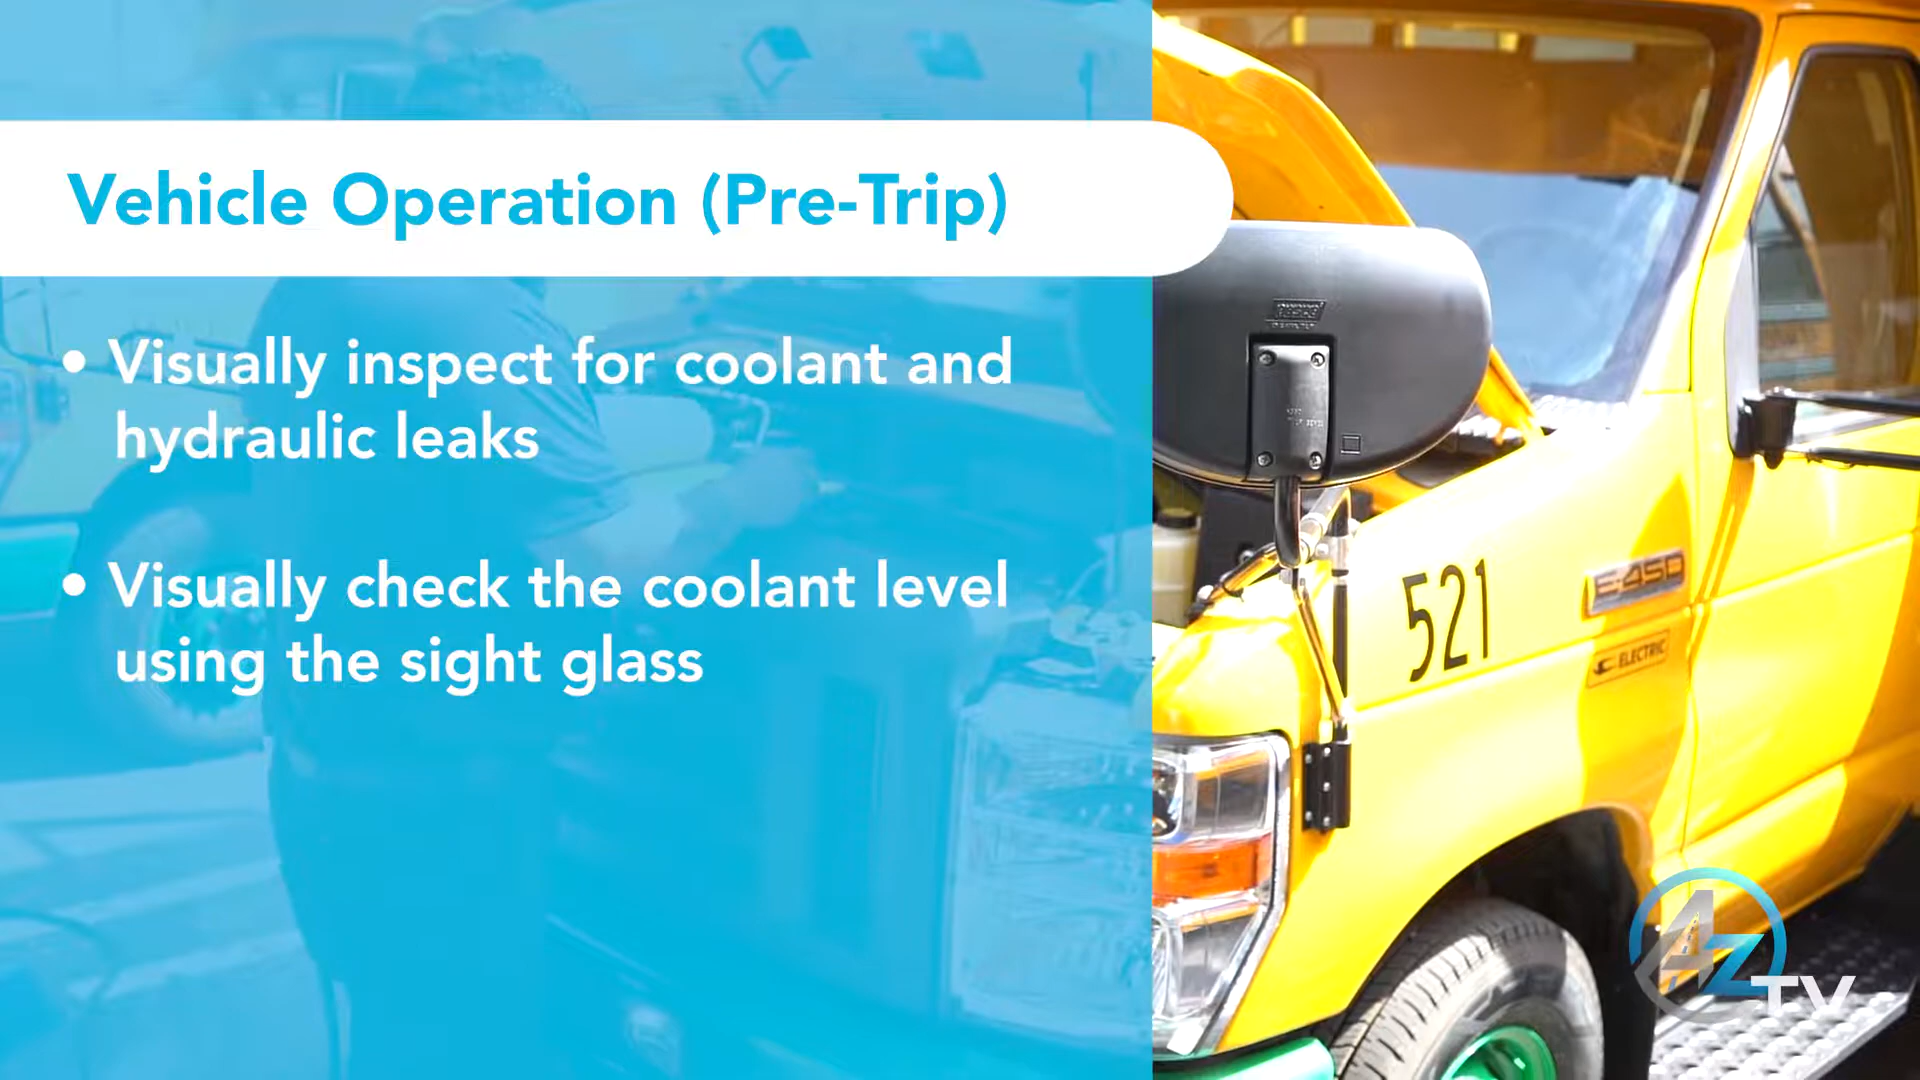 Vehicle Operation (Pre-Trip)
• Visually inspect for coolant and
hydraulic leaks
• Visually check the coolant level
using the sight glass
521
E-450
ELECTRIC
AZ
TV